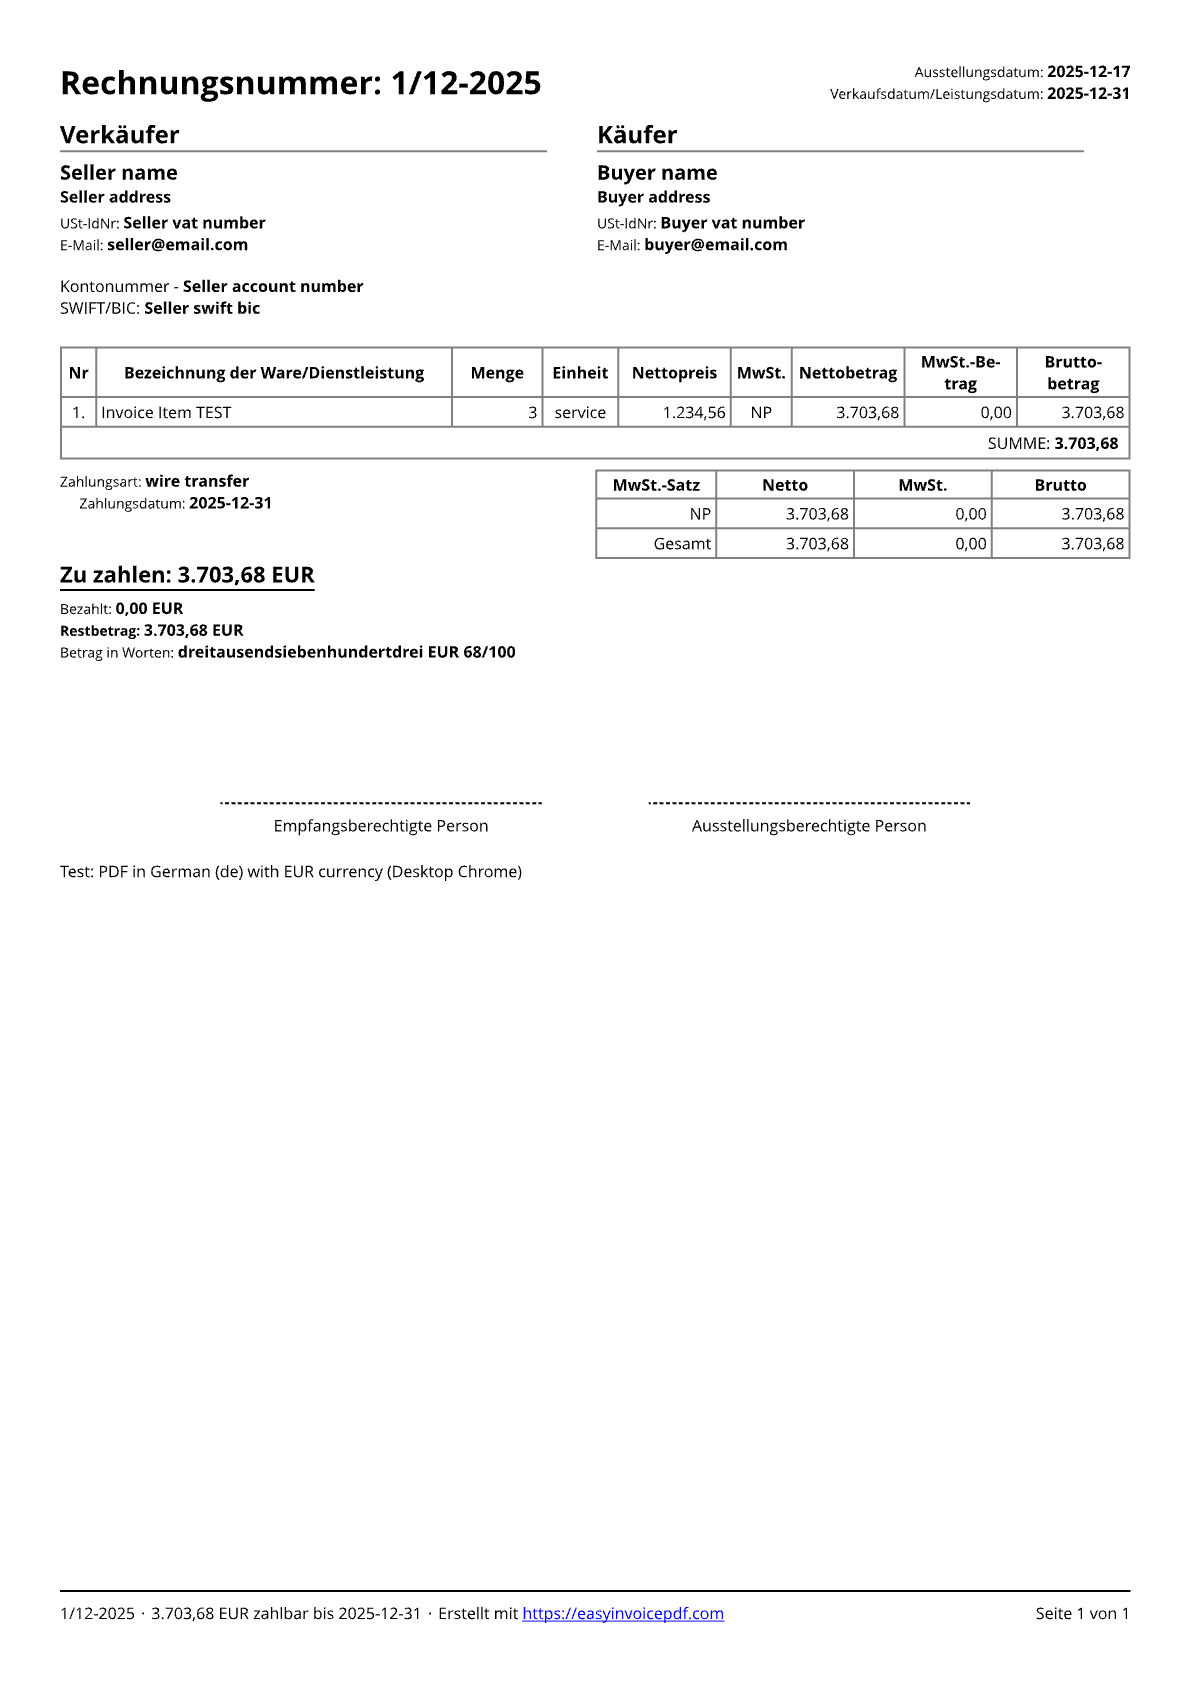 Rechnungsnummer: 1/12-2025
Ausstellungsdatum: 2025-12-17
Verkaufsdatum/Leistungsdatum: 2025-12-31
Verkäufer
Seller name
Seller address
USt-IdNr: Seller vat number
E-Mail: seller@email.com
Kontonummer - Seller account number
SWIFT/BIC: Seller swift bic
Käufer
Buyer name
Buyer address
USt-IdNr: Buyer vat number
E-Mail: buyer@email.com
Nr Bezeichnung der Ware/Dienstleistung Menge Einheit Nettopreis MwSt. Nettobetrag MwSt.-Be-trag Brutto-betrag
1. Invoice Item TEST 3 service 1.234,56 NP 3.703,68 0,00 3.703,68
SUMME: 3.703,68
Zahlungsart: wire transfer
Zahlungsdatum: 2025-12-31
MwSt.-Satz Netto MwSt. Brutto
NP 3.703,68 0,00 3.703,68
Gesamt 3.703,68 0,00 3.703,68
Zu zahlen: 3.703,68 EUR
Bezahlt: 0,00 EUR
Restbetrag: 3.703,68 EUR
Betrag in Worten: dreitausendsiebenhundertdrei EUR 68/100
Empfangsberechtigte Person
Ausstellungsberechtigte Person
Test: PDF in German (de) with EUR currency (Desktop Chrome)
1/12-2025 · 3.703,68 EUR zahlbar bis 2025-12-31 · Erstellt mit https://easyinvoicepdf.com
Seite 1 von 1